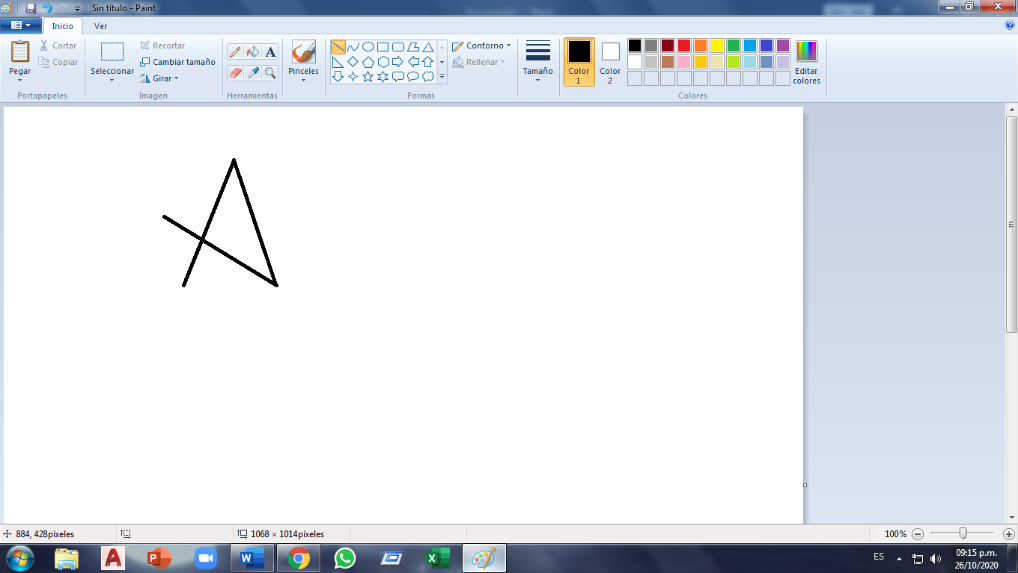 Sin título - Paint
Inicio Ver
Pegar
Cortar
Copiar
Portapapeles
Seleccionar
Recortar
Cambiar tamaño
Girar
Imagen
A
Herramientas
Pinceles
Contorno
Rellenar
Formas
Tamaño
Color 1
Color 2
Editar colores
Colores
884, 428píxeles
1068 × 1014píxeles
100%
A P W X
ES
09:15 p.m.
26/10/2020